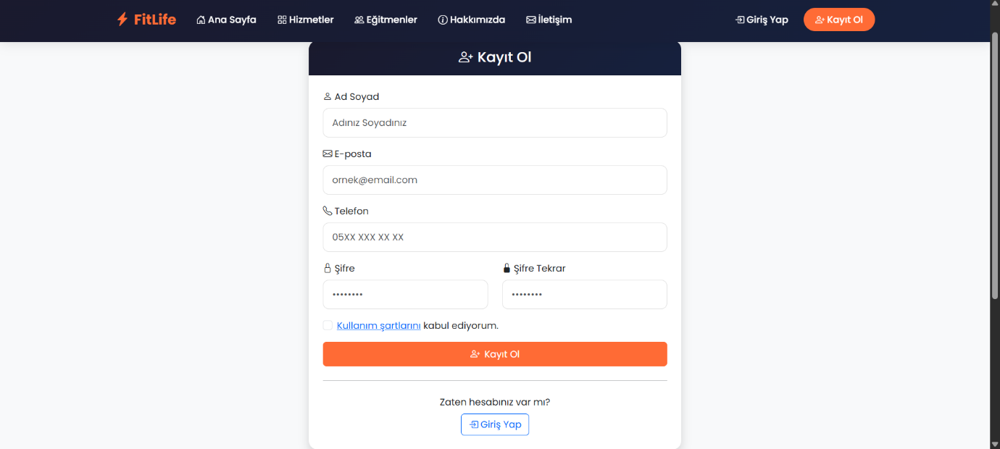 FitLife Ana Sayfa Hizmetler Eğitmenler Hakkımızda İletişim Giriş Yap Kayıt Ol
Kayıt Ol
Ad Soyad
Adınız Soyadınız
E-posta
ornek@email.com
Telefon
05XX XXX XX XX
Şifre Şifre Tekrar
•••••••• ••••••••
Kullanım şartlarını kabul ediyorum.
Kayıt Ol
Zaten hesabınız var mı?
Giriş Yap